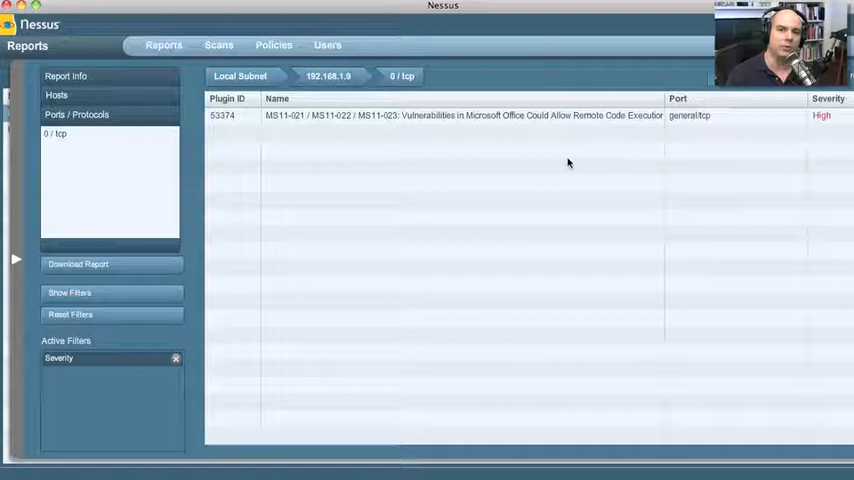 Nessus
Nessus
Reports
Reports Scans Policies Users
Report Info
Hosts
Ports / Protocols
0 / tcp
Download Report
Show Filters
Reset Filters
Active Filters
Severity
Local Subnet 192.168.1.9 0 / tcp
Plugin ID Name Port Severity
53374 MS11-021 / MS11-022 / MS11-023: Vulnerabilities in Microsoft Office Could Allow Remote Code Execution general/tcp High